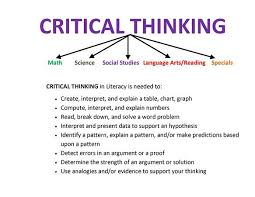 CRITICAL THINKING
Math Science Social Studies Language Arts/Reading Specials
CRITICAL THINKING in Literacy is needed to:
• Create, interpret, and explain a table, chart, graph
• Compute, interpret, and explain numbers
• Read, break down, and solve a word problem
• Interpret and present data to support an hypothesis
• Identify a pattern, explain a pattern, and/or make predictions based
upon a pattern
• Detect errors in an argument or a proof
• Determine the strength of an argument or solution
• Use analogies and/or evidence to support your thinking